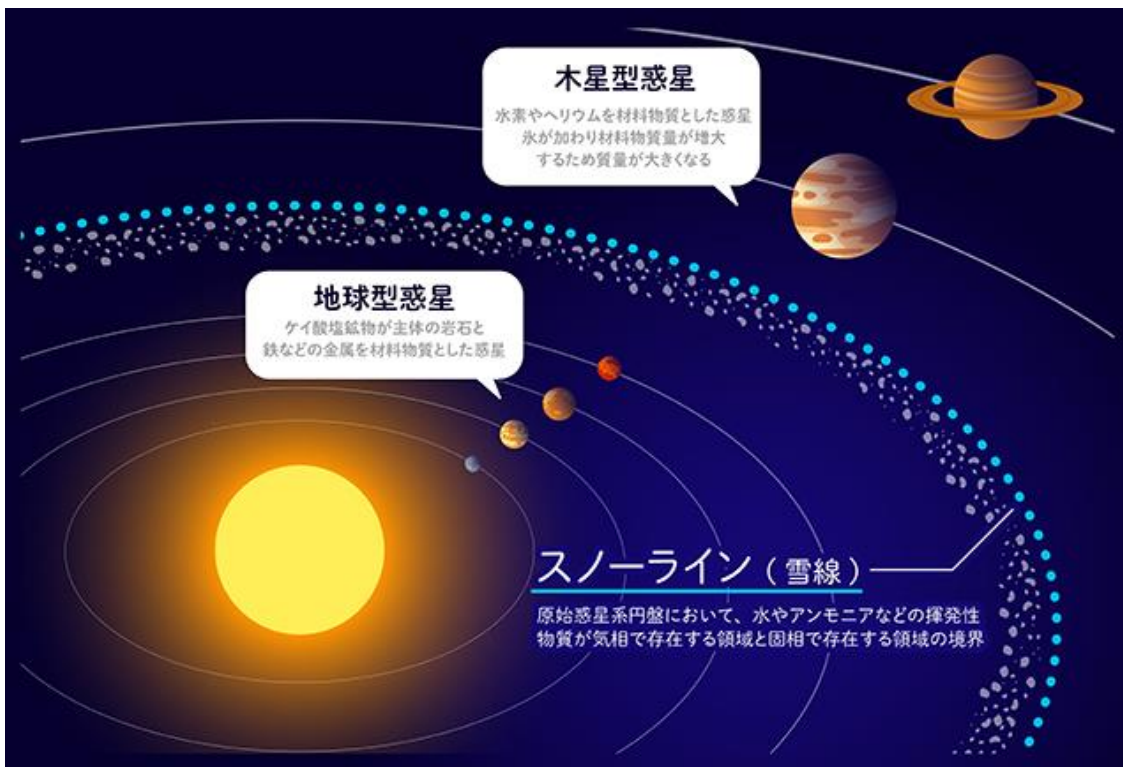 木星型惑星
水素やヘリウムを材料物質とした惑星
氷が加わり材料物質量が増大
するため質量が大きくなる
地球型惑星
ケイ酸塩鉱物が主体の岩石と
鉄などの金属を材料物質とした惑星
スノーライン（雪線）
原始惑星系円盤において、水やアンモニアなどの揮発性
物質が気相で存在する領域と固相で存在する領域の境界